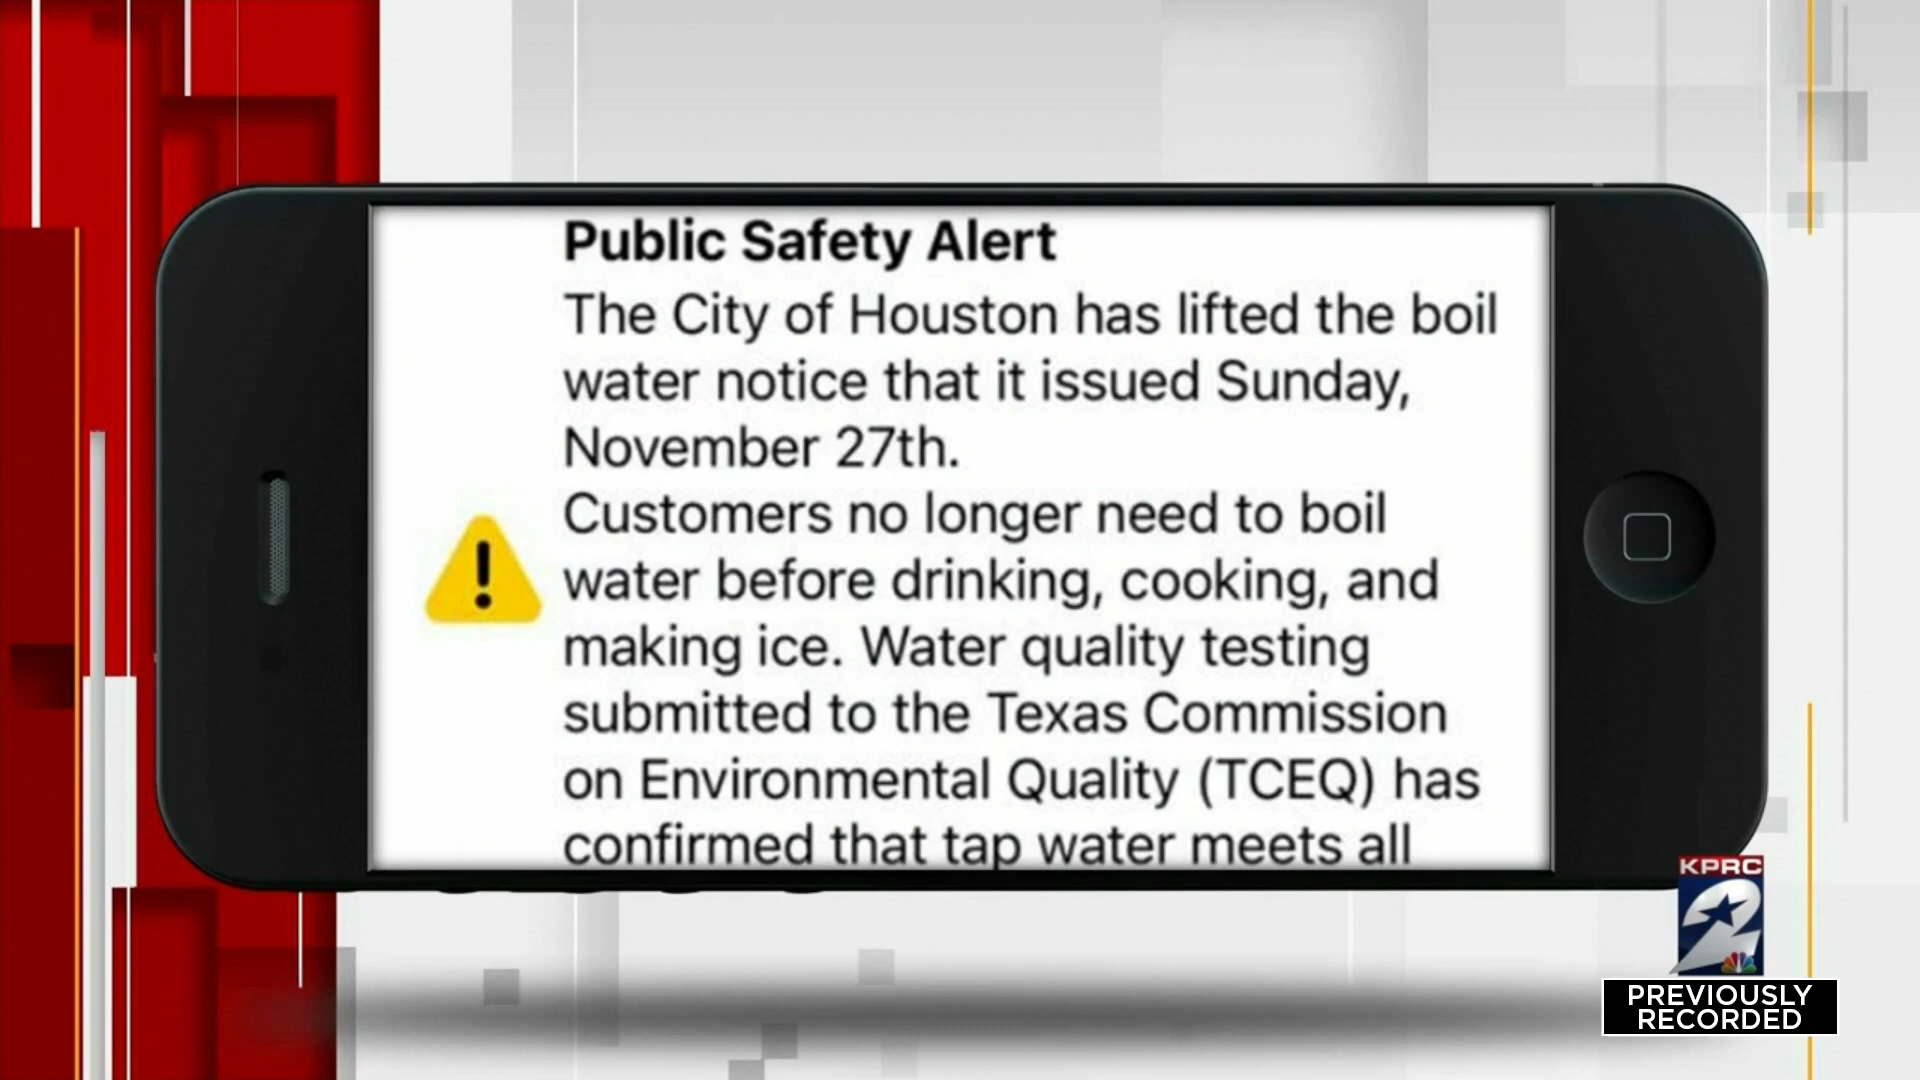 Public Safety Alert
The City of Houston has lifted the boil
water notice that it issued Sunday,
November 27th.
Customers no longer need to boil
water before drinking, cooking, and
making ice. Water quality testing
submitted to the Texas Commission
on Environmental Quality (TCEQ) has
confirmed that tap water meets all
KPRC
2
PREVIOUSLY
RECORDED